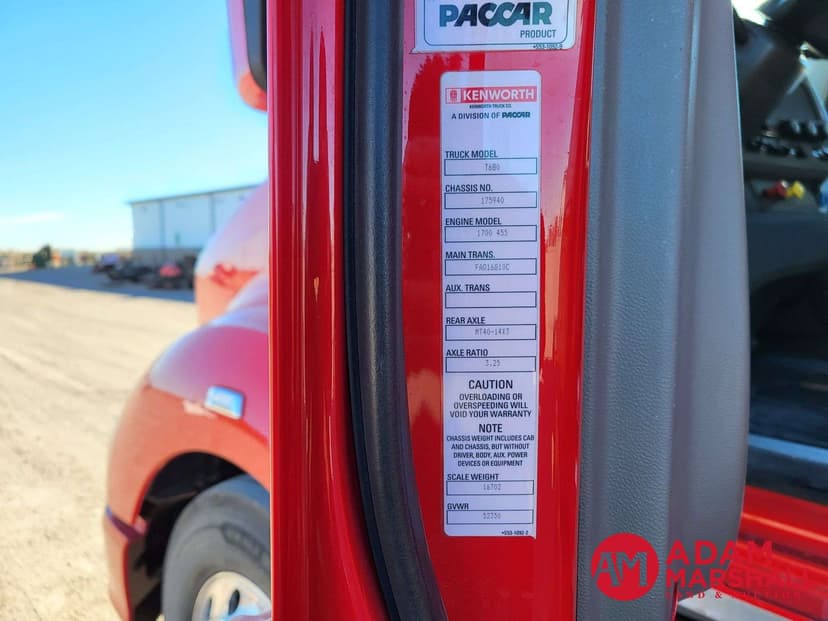 PACCAR
PRODUCT
KENWORTH
KENWORTH TRUCK CO.
A DIVISION OF PACCAR
TRUCK MODEL
T680
CHASSIS NO.
175940
ENGINE MODEL
1700 455
MAIN TRANS.
FAO16810C
AUX. TRANS
REAR AXLE
MT40-14X3
AXLE RATIO
3.25
CAUTION
OVERLOADING OR
OVERSPEEDING WILL
VOID YOUR WARRANTY
NOTE
CHASSIS WEIGHT INCLUDES CAB
AND CHASSIS, BUT WITHOUT
DRIVER, BODY, AUX. POWER
DEVICES OR EQUIPMENT
SCALE WEIGHT
16702
GVWR
52350
AM ADAM
MARSHALL